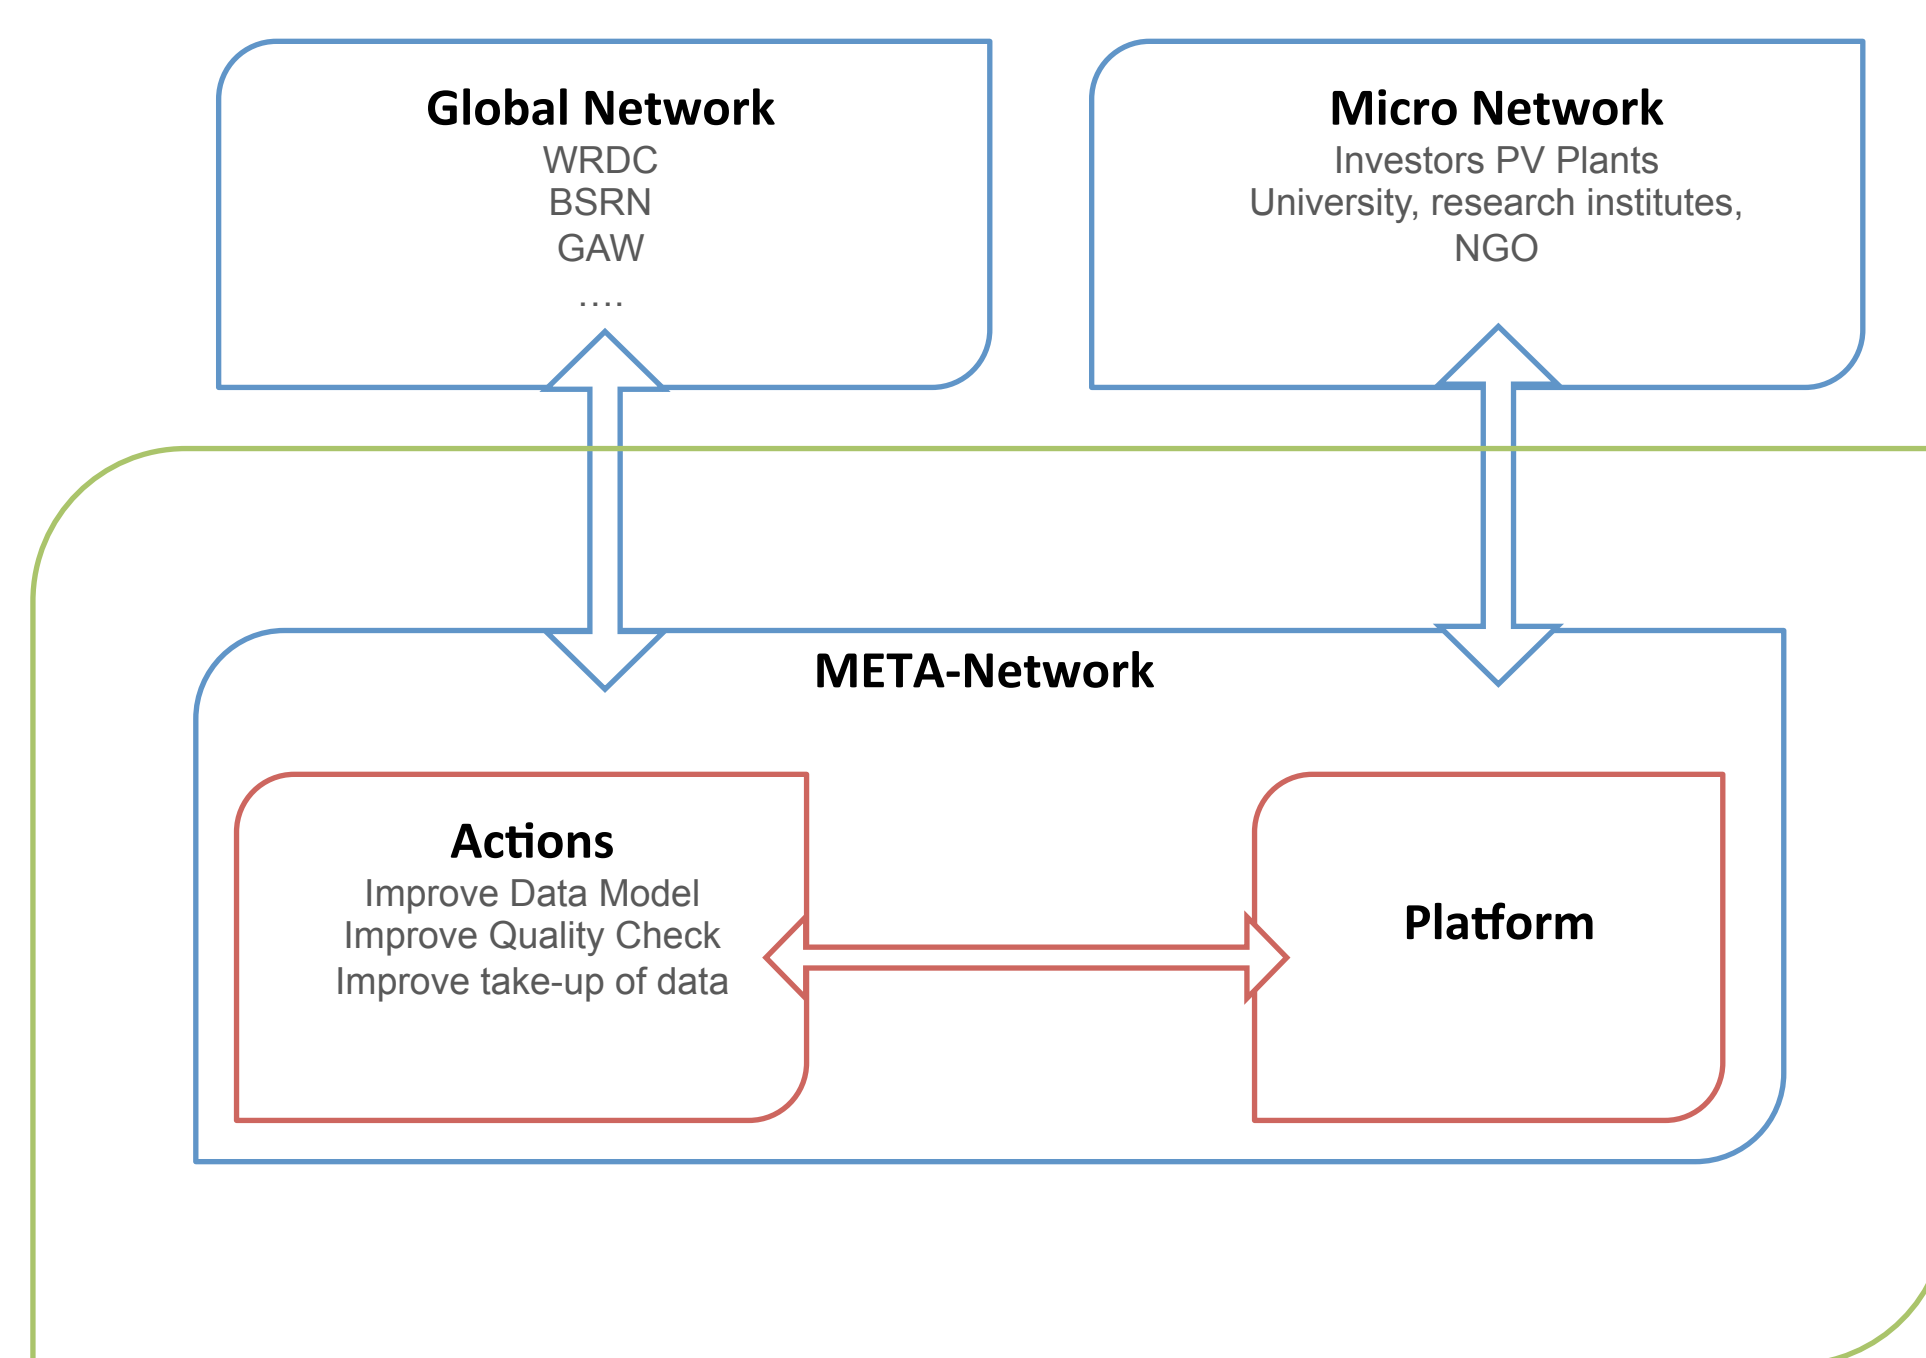 Global Network
WRDC
BSRN
GAW
….
Micro Network
Investors PV Plants
University, research institutes,
NGO
META-Network
Actions
Improve Data Model
Improve Quality Check
Improve take-up of data
Platform